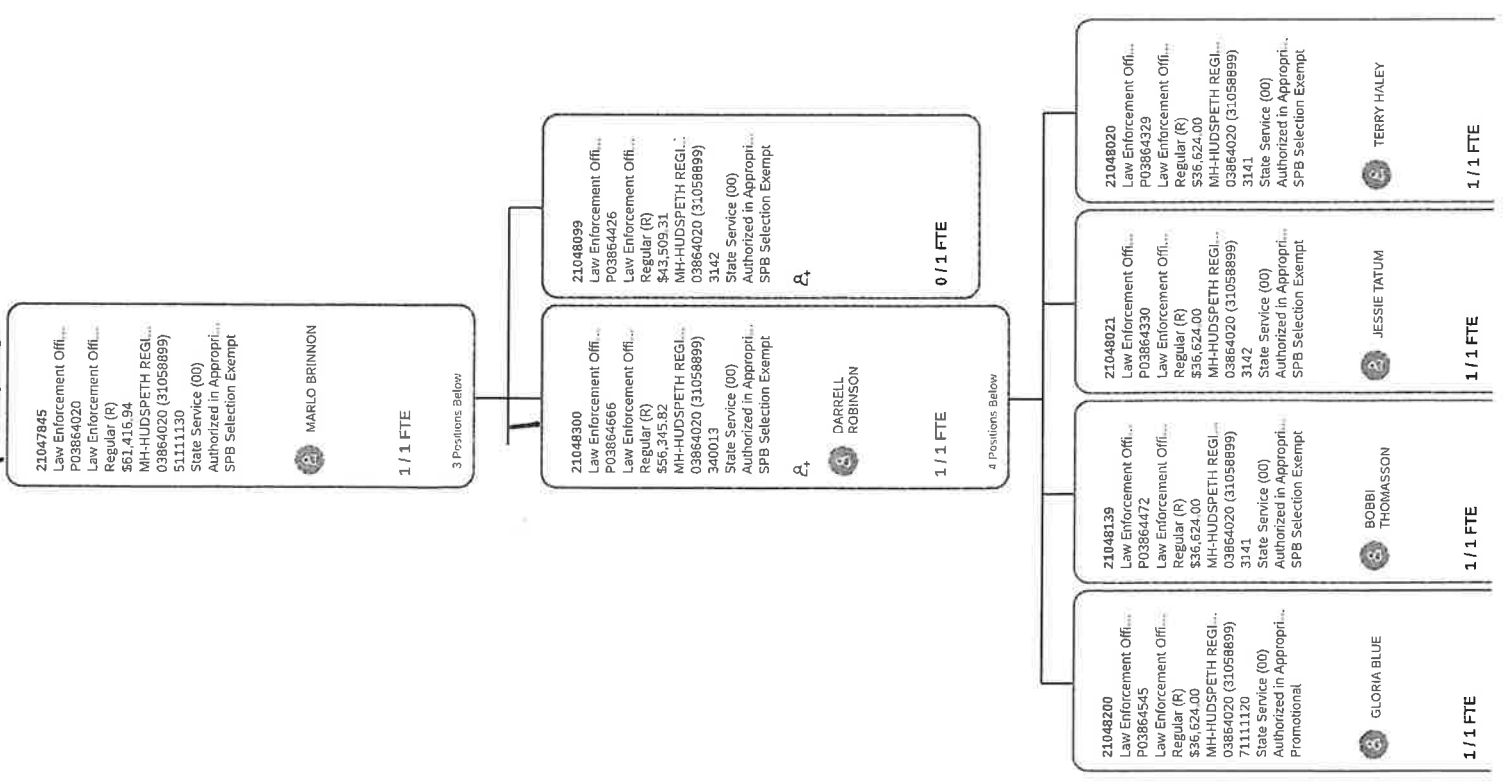 21047845
Law Enforcement Offi...
P03864020
Law Enforcement Offi...
Regular (R)
$61,416.94
MH-HUDSPETH REGI...
03864020 (31058899)
51111130
State Service (00)
Authorized in Appropri...
SPB Selection Exempt
MARLO BRINNON
1 / 1 FTE
3 Positions Below
21048300
Law Enforcement Offi...
P03864666
Law Enforcement Offi...
Regular (R)
$56,345.82
MH-HUDSPETH REGI...
03864020 (31058899)
340013
State Service (00)
Authorized in Appropri...
SPB Selection Exempt
DARRELL
ROBINSON
1 / 1 FTE
4 Positions Below
21048099
Law Enforcement Offi...
P03864426
Law Enforcement Offi...
Regular (R)
$43,509.31
MH-HUDSPETH REGI...
03864020 (31058899)
3142
State Service (00)
Authorized in Appropri...
SPB Selection Exempt
0 / 1 FTE
21048200
Law Enforcement Offi...
P03864545
Law Enforcement Offi...
Regular (R)
$36,624.00
MH-HUDSPETH REGI...
03864020 (31058899)
71111120
State Service (00)
Authorized in Appropri...
Promotional
GLORIA BLUE
1 / 1 FTE
21048139
Law Enforcement Offi...
P03864472
Law Enforcement Offi...
Regular (R)
$36,624.00
MH-HUDSPETH REGI...
03864020 (31058899)
3141
State Service (00)
Authorized in Appropri...
SPB Selection Exempt
BOBBI
THOMASSON
1 / 1 FTE
21048021
Law Enforcement Offi...
P03864330
Law Enforcement Offi...
Regular (R)
$36,624.00
MH-HUDSPETH REGI...
03864020 (31058899)
3142
State Service (00)
Authorized in Appropri...
SPB Selection Exempt
JESSIE TATUM
1 / 1 FTE
21048020
Law Enforcement Offi...
P03864329
Law Enforcement Offi...
Regular (R)
$36,624.00
MH-HUDSPETH REGI...
03864020 (31058899)
3141
State Service (00)
Authorized in Appropri...
SPB Selection Exempt
TERRY HALEY
1 / 1 FTE